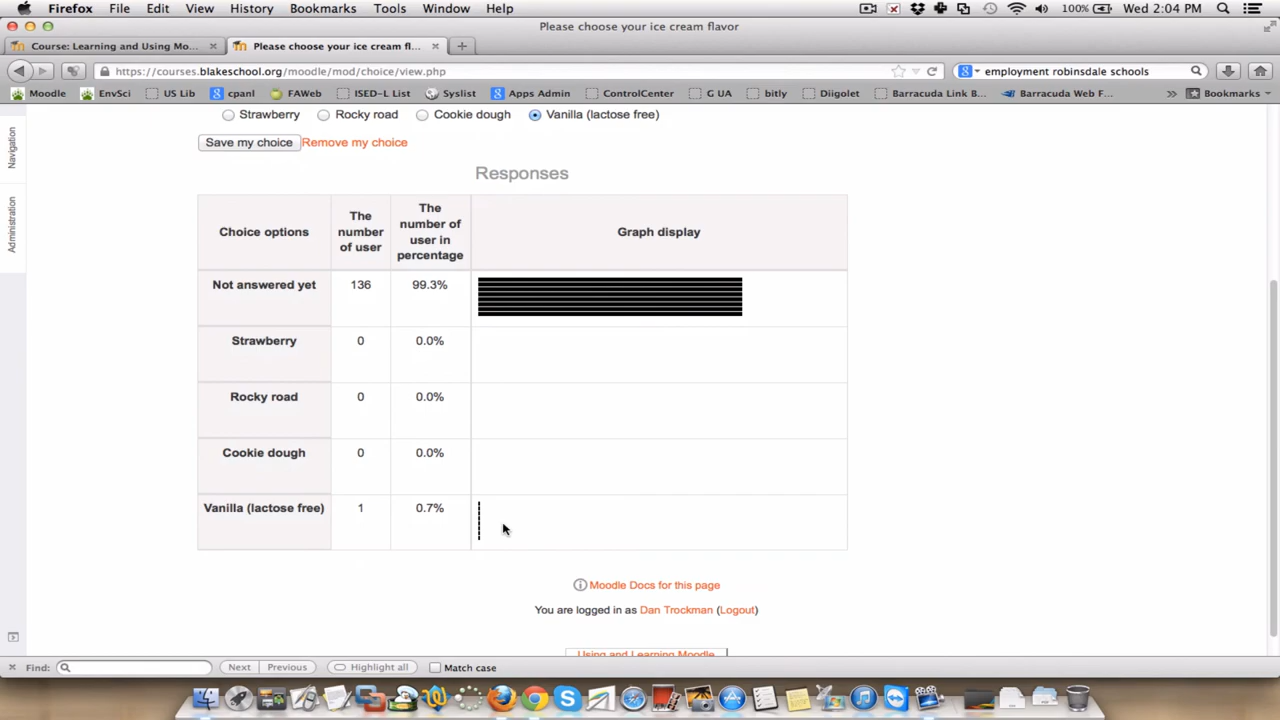 Firefox File Edit View History Bookmarks Tools Window Help 100% Wed 2:04 PM
Please choose your ice cream flavor
Course: Learning and Using Mo... Please choose your ice cream fl...
https://courses.blakeschool.org/moodle/mod/choice/view.php employment robinsdale schools
Moodle EnvSci US Lib cpanl FAWeb ISED-L List Syslist Apps Admin ControlCenter G UA bitly Diigolet Barracuda Link B... Barracuda Web F... Bookmarks
Navigation
Administration
Strawberry Rocky road Cookie dough Vanilla (lactose free)
Save my choice Remove my choice
Responses
Choice options
The number of user
The number of user in percentage
Graph display
Not answered yet 136 99.3%
Strawberry 0 0.0%
Rocky road 0 0.0%
Cookie dough 0 0.0%
Vanilla (lactose free) 1 0.7%
Moodle Docs for this page
You are logged in as Dan Trockman (Logout)
Using and Learning Moodle
Find: Next Previous Highlight all Match case